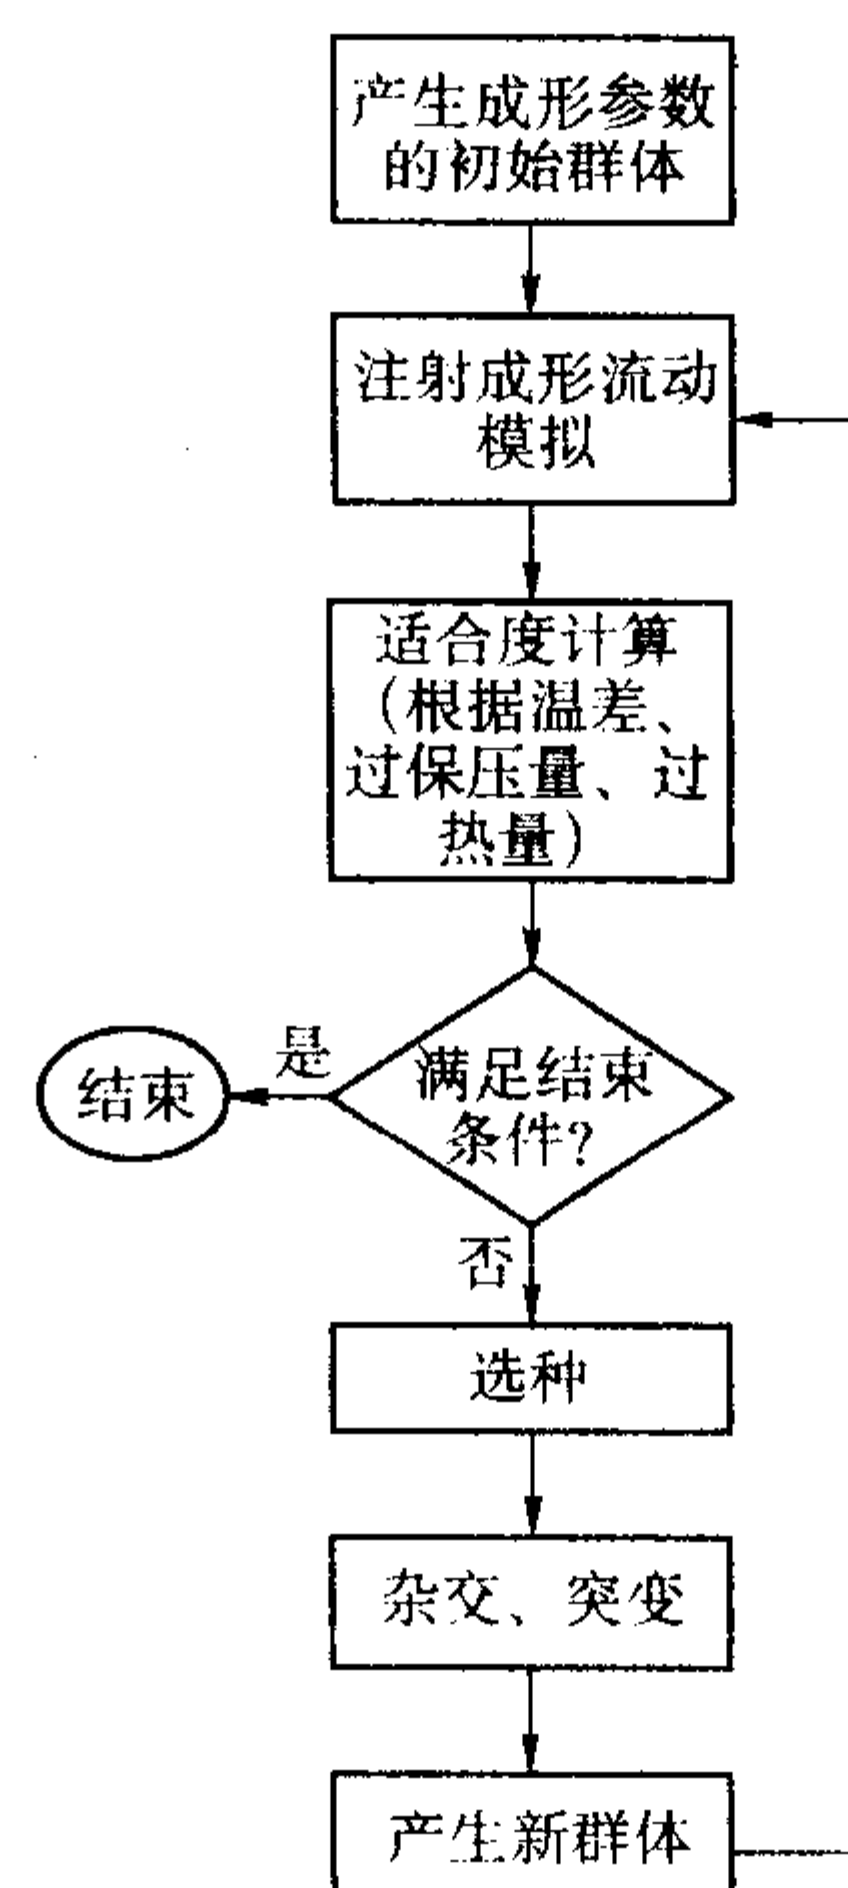 产生成形参数
的初始群体
注射成形流动
模拟
适合度计算
(根据温差、
过保压量、过
热量)
满足结束
条件?
是
结束
否
选种
杂交、突变
产生新群体